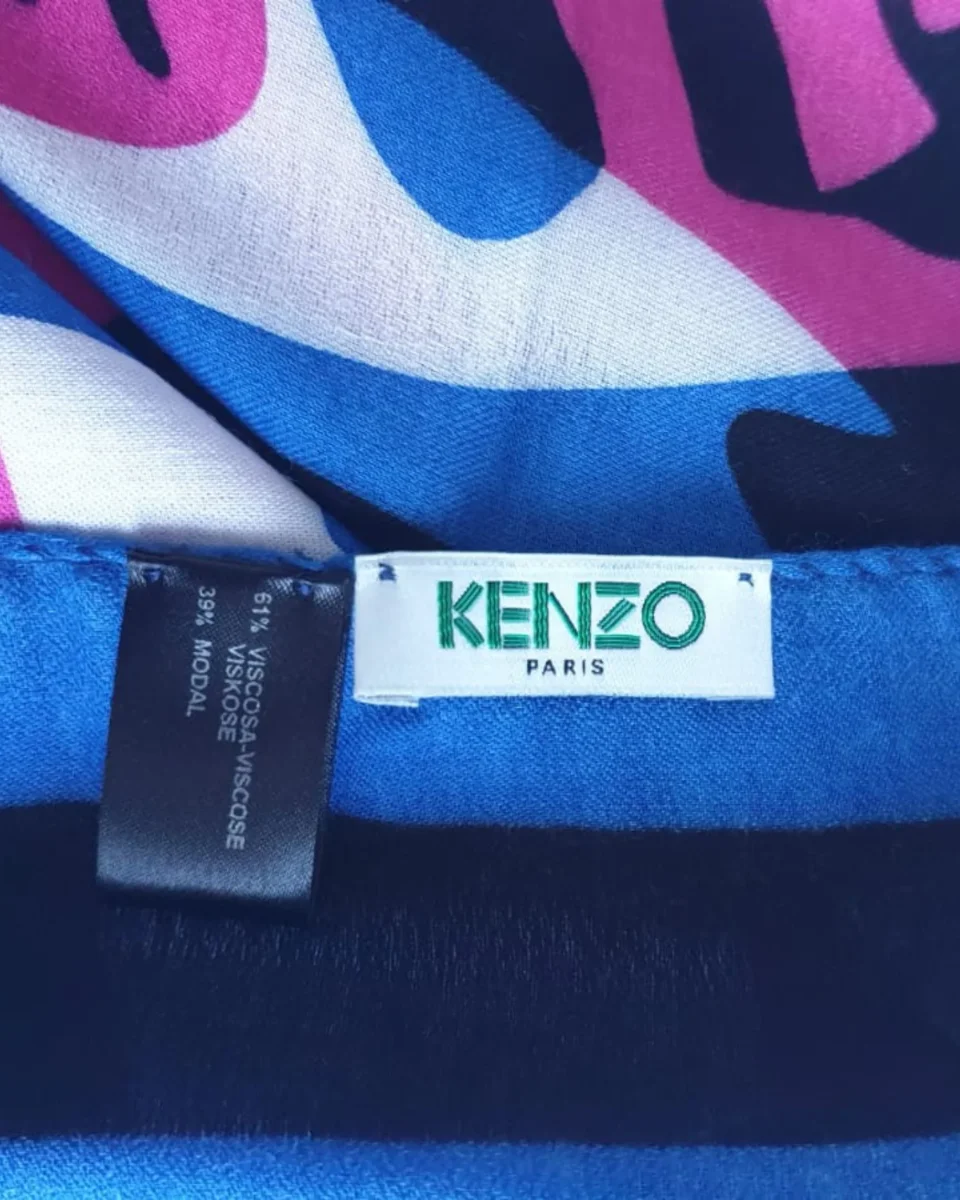 61% VISCOSA-VISCOSE
VISKOSE
39% MODAL
KENZO
PARIS